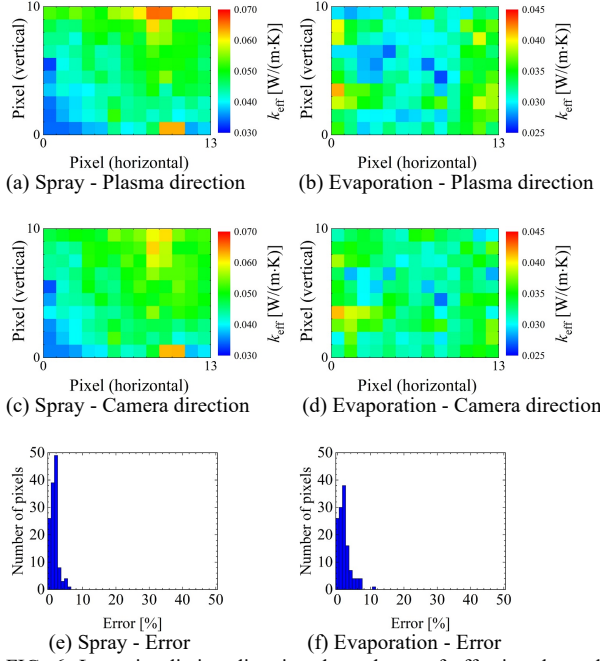 10
0
0
13
Pixel (vertical)
Pixel (horizontal)
0.070
0.060
0.050
0.040
0.030
keff [W/(m·K)]
10
0
0
13
Pixel (vertical)
Pixel (horizontal)
0.045
0.040
0.035
0.030
0.025
keff [W/(m·K)]
(a) Spray - Plasma direction
(b) Evaporation - Plasma direction
10
0
0
13
Pixel (vertical)
Pixel (horizontal)
0.070
0.060
0.050
0.040
0.030
keff [W/(m·K)]
10
0
0
13
Pixel (vertical)
Pixel (horizontal)
0.045
0.040
0.035
0.030
0.025
keff [W/(m·K)]
(c) Spray - Camera direction
(d) Evaporation - Camera direction
50
40
30
20
10
0
Number of pixels
0 10 20 30 40 50
Error [%]
50
40
30
20
10
0
Number of pixels
0 10 20 30 40 50
Error [%]
(e) Spray - Error
(f) Evaporation - Error